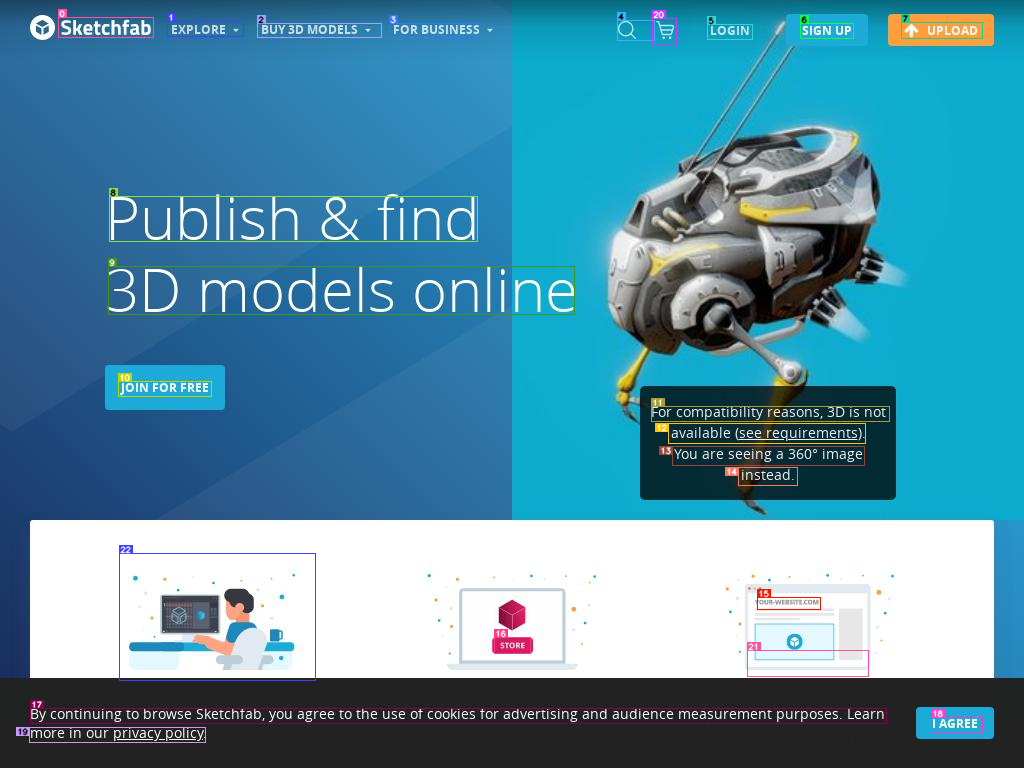 Sketchfab
EXPLORE
BUY 3D MODELS
FOR BUSINESS
LOGIN
SIGN UP
UPLOAD
Publish & find
3D models online
JOIN FOR FREE
For compatibility reasons, 3D is not
available (see requirements).
You are seeing a 360° image
instead.
YOUR-WEBSITE.COM
STORE
By continuing to browse Sketchfab, you agree to the use of cookies for advertising and audience measurement purposes. Learn
more in our privacy policy
I AGREE
0
1
2
3
4
5
6
7
8
9
10
11
12
13
14
15
16
17
18
19
20
21
22